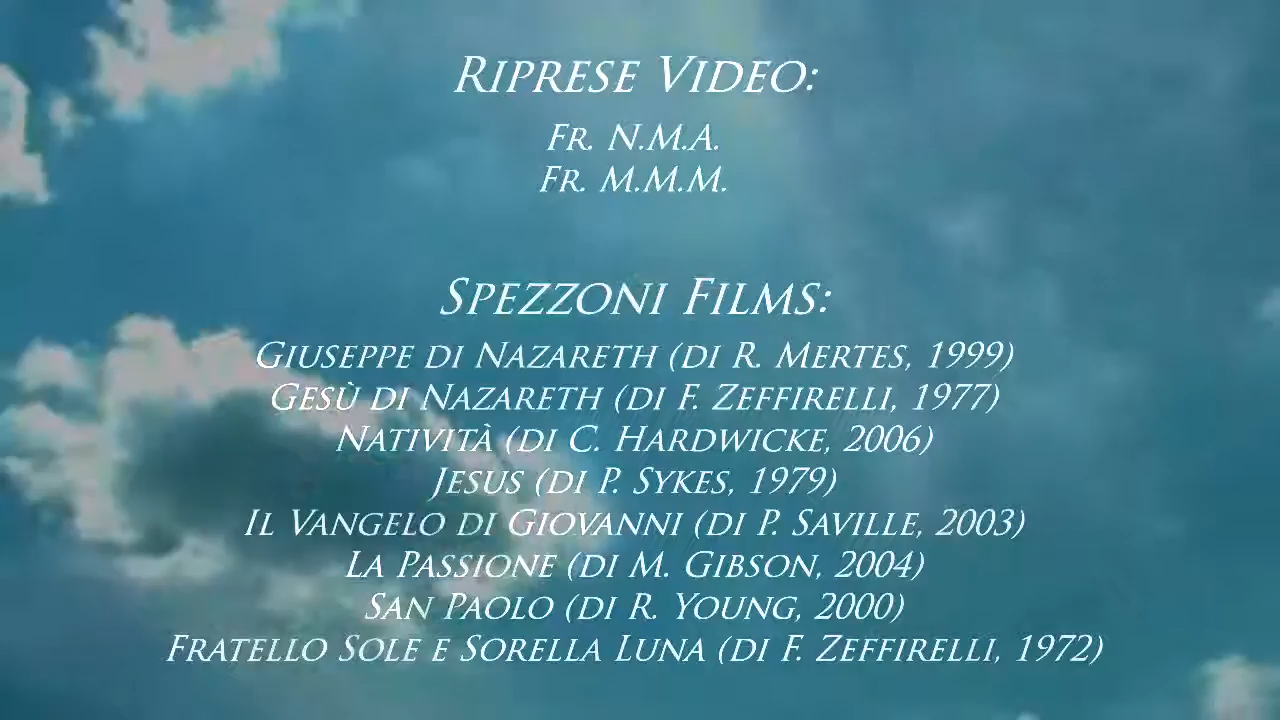 Riprese Video:
Fr. N.M.A.
Fr. M.M.M.
Spezzoni Films:
Giuseppe di Nazareth (di R. Mertes, 1999)
Gesù di Nazareth (di F. Zeffirelli, 1977)
Natività (di C. Hardwicke, 2006)
Jesus (di P. Sykes, 1979)
Il Vangelo di Giovanni (di P. Saville, 2003)
La Passione (di M. Gibson, 2004)
San Paolo (di R. Young, 2000)
Fratello Sole e Sorella Luna (di F. Zeffirelli, 1972)